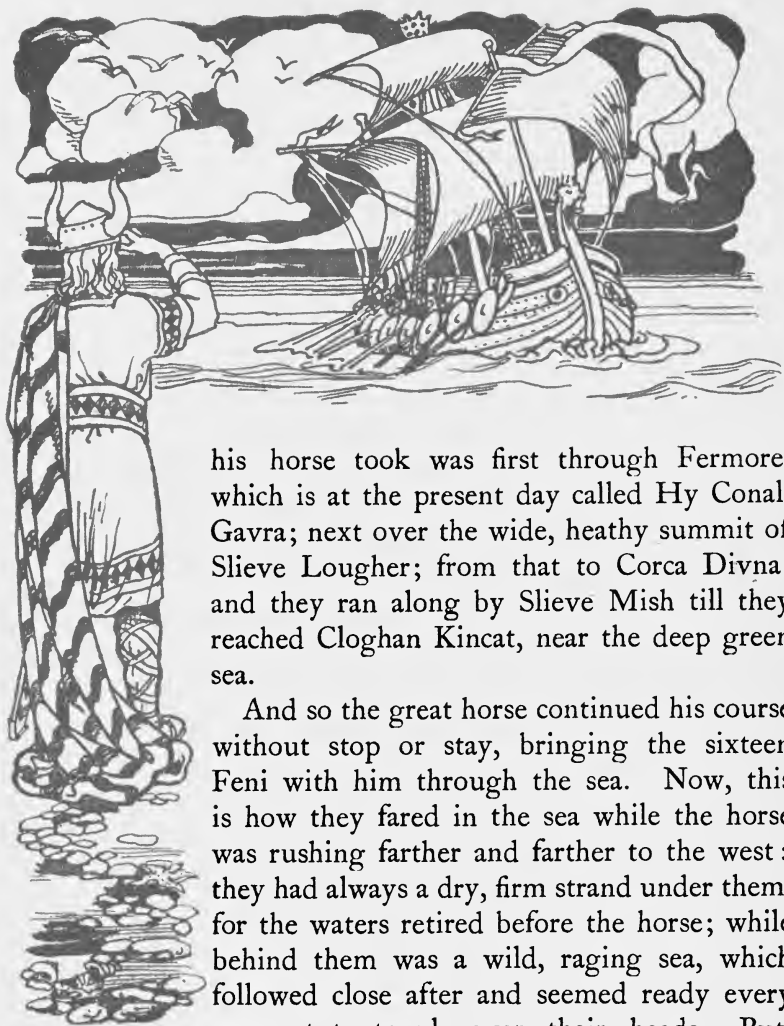 his horse took was first through Fermore,
which is at the present day called Hy Conal
Gavra; next over the wide, heathy summit of
Slieve Lougher; from that to Corca Divna
and they ran along by Slieve Mish till they
reached Cloghan Kincat, near the deep green
sea.
And so the great horse continued his course
without stop or stay, bringing the sixteen
Feni with him through the sea. Now, this
is how they fared in the sea while the horse
was rushing farther and farther to the west:
they had always a dry, firm strand under them,
for the waters retired before the horse; while
behind them was a wild, raging sea, which
followed close after and seemed ready every
their heads.